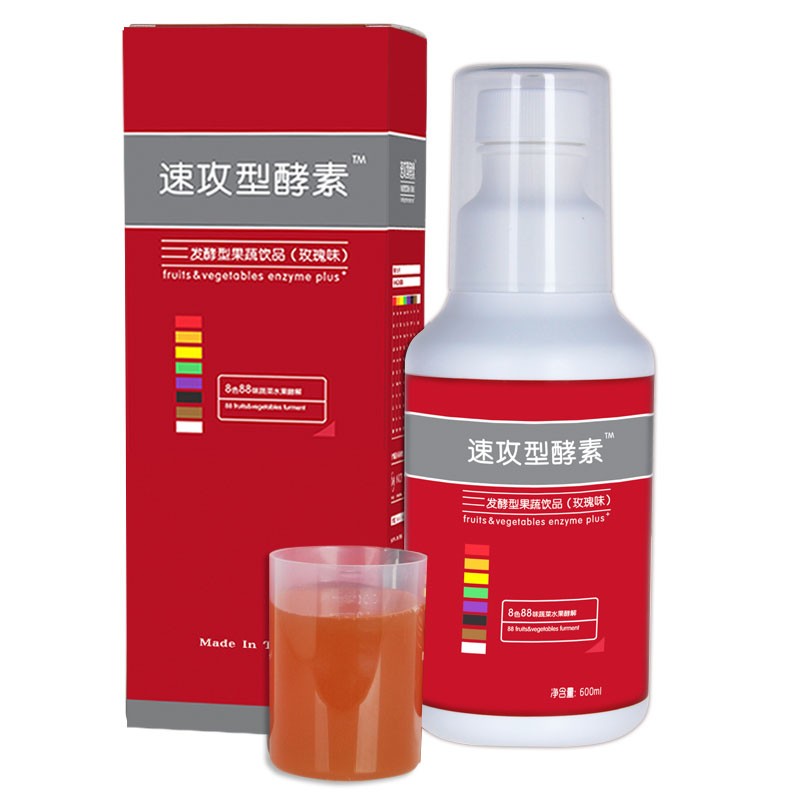 速攻型酵素™
发酵型果蔬饮品（玫瑰味）
fruits&vegetables enzyme plus+
8色88味蔬菜水果酵解
88 fruits&vegetables furment
Made In T
速攻型酵素™
发酵型果蔬饮品（玫瑰味）
fruits&vegetables enzyme plus+
8色88味蔬菜水果酵解
88 fruits&vegetables furment
净含量: 600ml